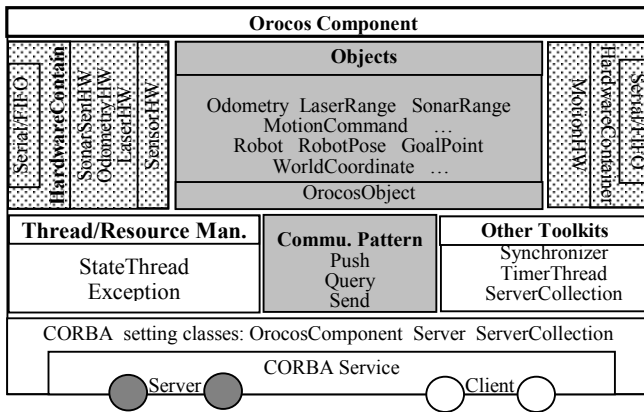 Orocos Component
Serial/FIFO
HardwareContain
SonarSenHW
OdometryHW
LaserHW
SensorHW
Objects
Odometry LaserRange SonarRange
MotionCommand …
Robot RobotPose GoalPoint
WorldCoordinate …
OrocosObject
MotionHW
HardwareContainer
Serial/FIFO
Thread/Resource Man.
StateThread
Exception
Commu. Pattern
Push
Query
Send
Other Toolkits
Synchronizer
TimerThread
ServerCollection
CORBA setting classes: OrocosComponent Server ServerCollection
CORBA Service
Server
Client